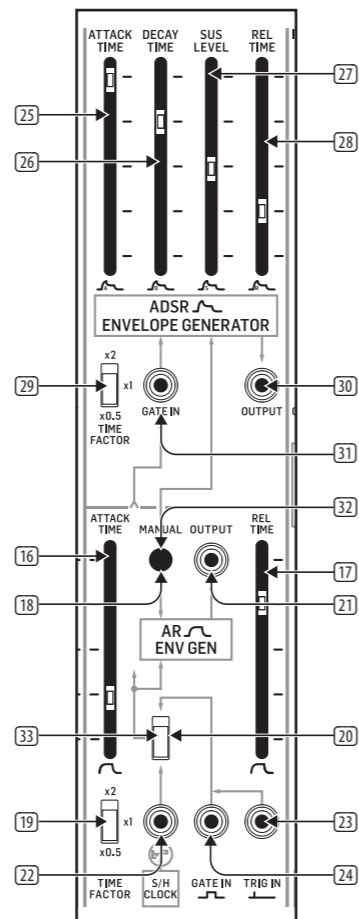 ATTACK TIME DECAY TIME SUS LEVEL REL TIME
27
25
28
26
A D S R
ADSR
ENVELOPE GENERATOR
x2
29 x1 30
x0.5 GATE IN OUTPUT
TIME FACTOR
31
32
ATTACK TIME MANUAL OUTPUT REL TIME
16 17
18 21
AR
ENV GEN
33 20
x2
19 x1 23
x0.5
22 24
TIME FACTOR S/H CLOCK GATE IN TRIG IN